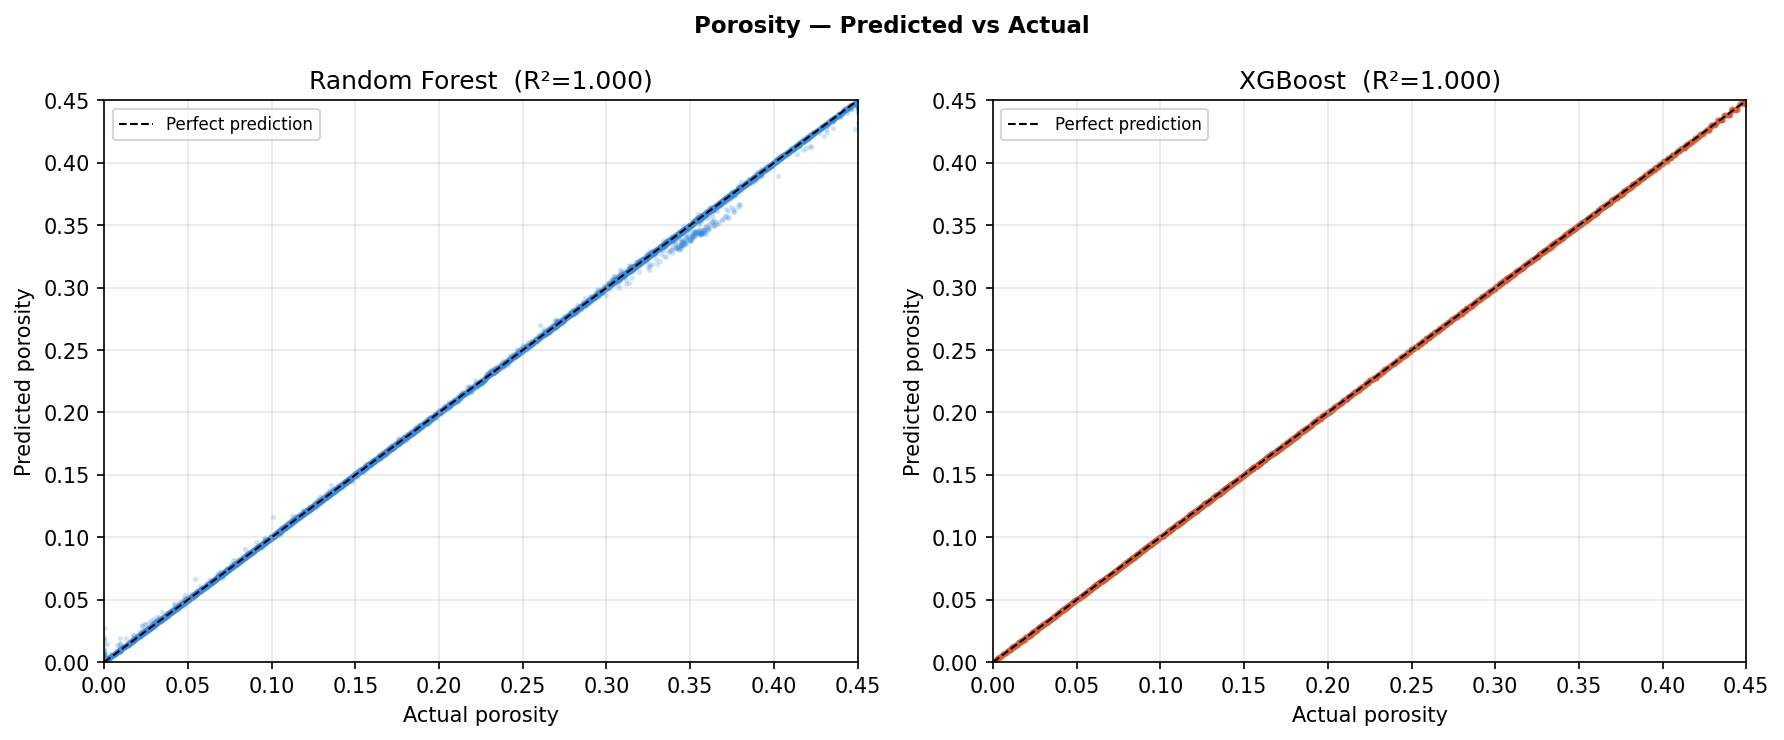 Porosity — Predicted vs Actual
Random Forest  (R²=1.000)
0.45
0.40
0.35
0.30
0.25
0.20
0.15
0.10
0.05
0.00
Predicted porosity
Perfect prediction
0.00 0.05 0.10 0.15 0.20 0.25 0.30 0.35 0.40 0.45
Actual porosity
XGBoost  (R²=1.000)
0.45
0.40
0.35
0.30
0.25
0.20
0.15
0.10
0.05
0.00
Predicted porosity
Perfect prediction
0.00 0.05 0.10 0.15 0.20 0.25 0.30 0.35 0.40 0.45
Actual porosity